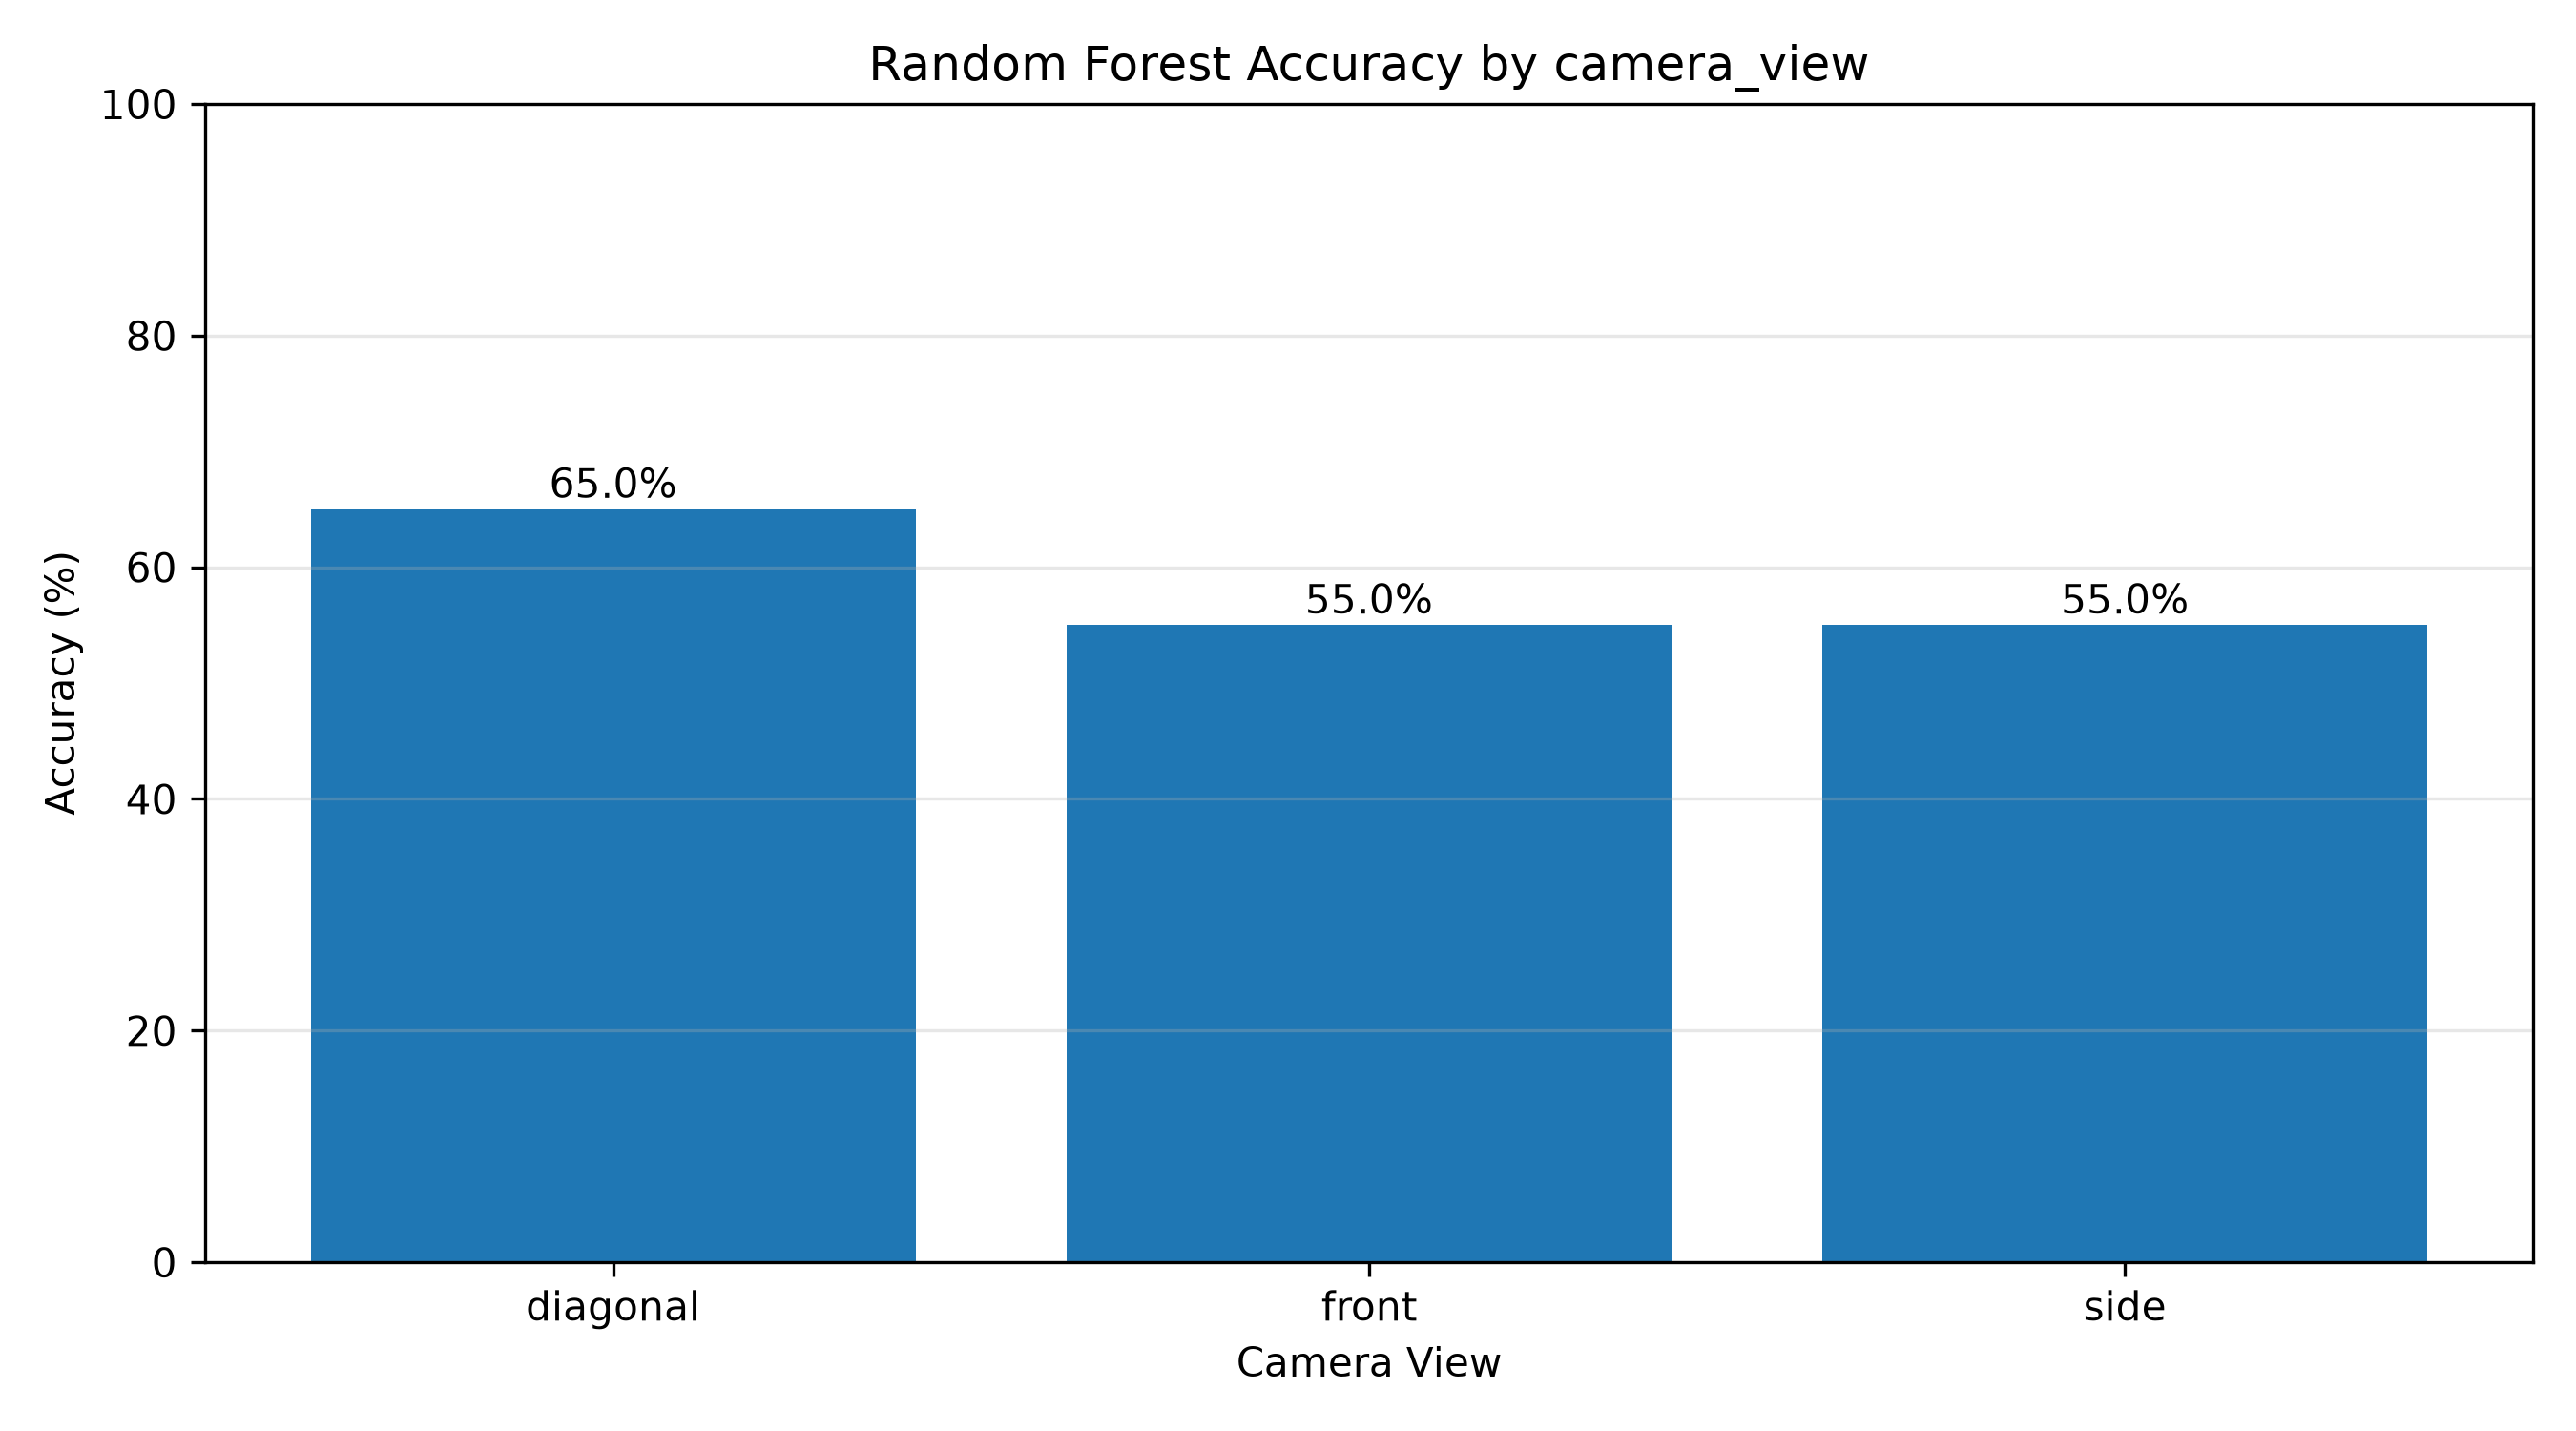 Random Forest Accuracy by camera_view
100
80
60
40
20
0
Accuracy (%)
65.0%
55.0%
55.0%
diagonal
front
side
Camera View